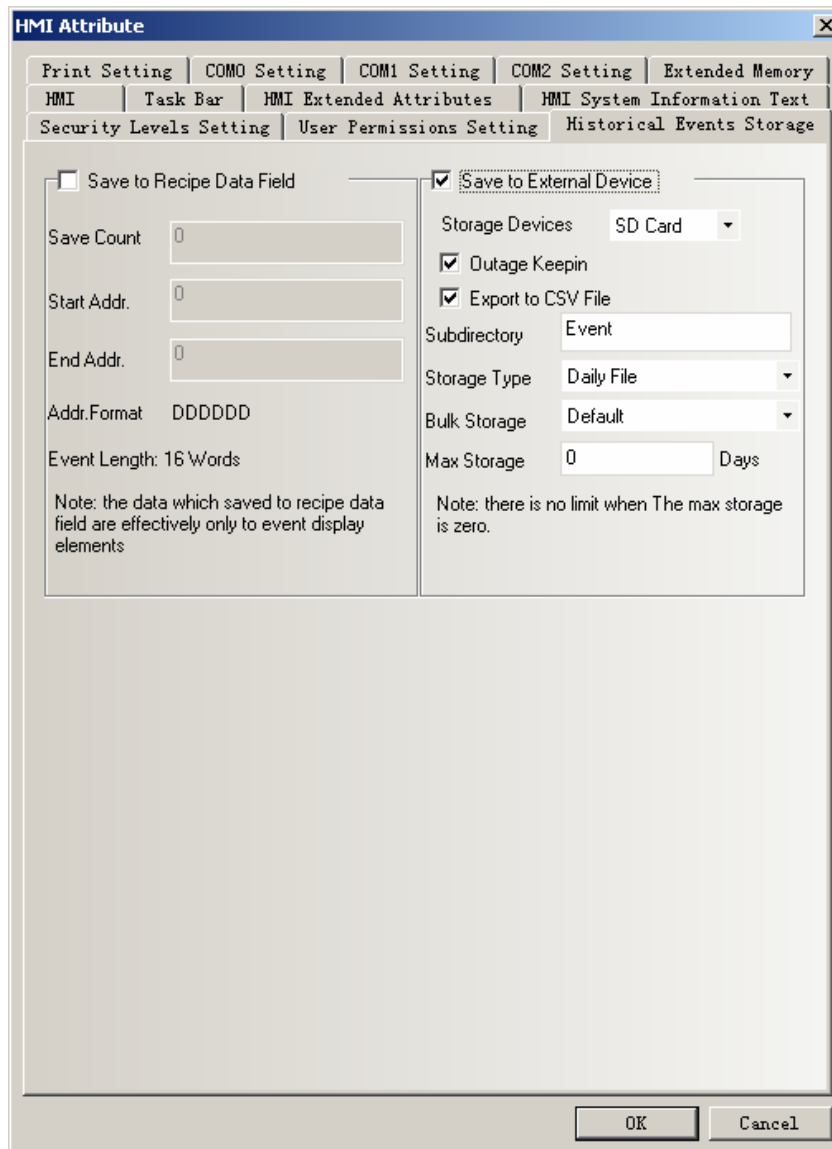 HMI Attribute
Print Setting COM0 Setting COM1 Setting COM2 Setting Extended Memory
HMI Task Bar HMI Extended Attributes HMI System Information Text
Security Levels Setting User Permissions Setting Historical Events Storage
Save to Recipe Data Field
Save Count 0
Start Addr. 0
End Addr. 0
Addr.Format DDDDDD
Event Length: 16 Words
Note: the data which saved to recipe data
field are effectively only to event display
elements
Save to External Device
Storage Devices SD Card
Outage Keepin
Export to CSV File
Subdirectory Event
Storage Type Daily File
Bulk Storage Default
Max Storage 0 Days
Note: there is no limit when The max storage
is zero.
OK Cancel